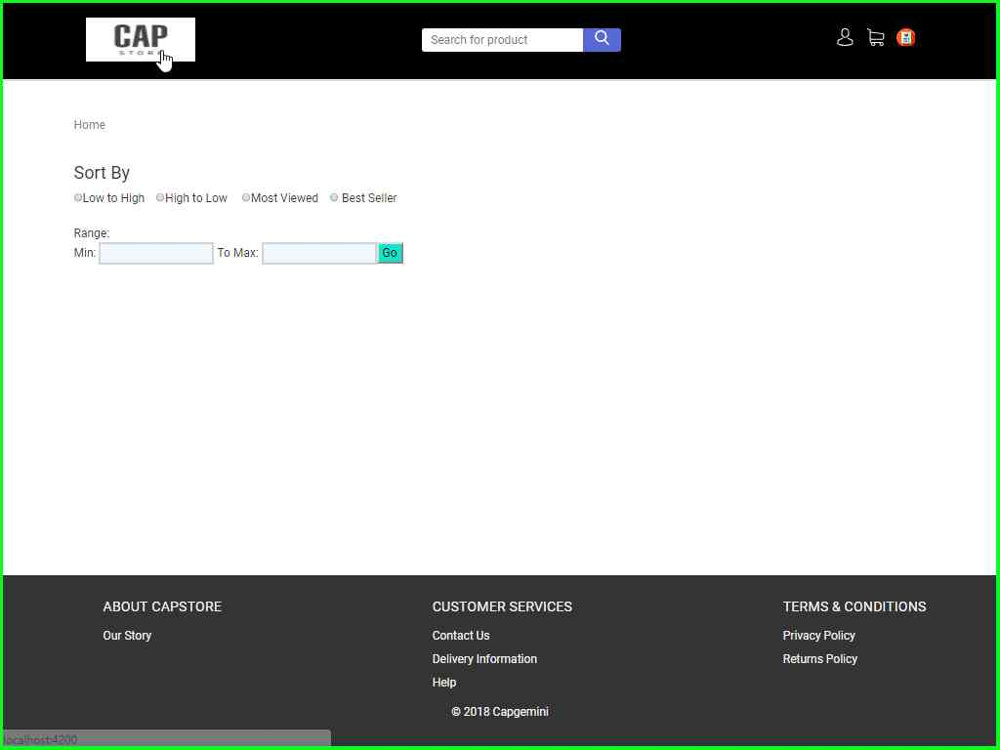 CAP
STORE
Search for product
Home
Sort By
Low to High High to Low Most Viewed Best Seller
Range:
Min: To Max: Go
ABOUT CAPSTORE
Our Story
CUSTOMER SERVICES
Contact Us
Delivery Information
Help
TERMS & CONDITIONS
Privacy Policy
Returns Policy
© 2018 Capgemini
localhost:4200